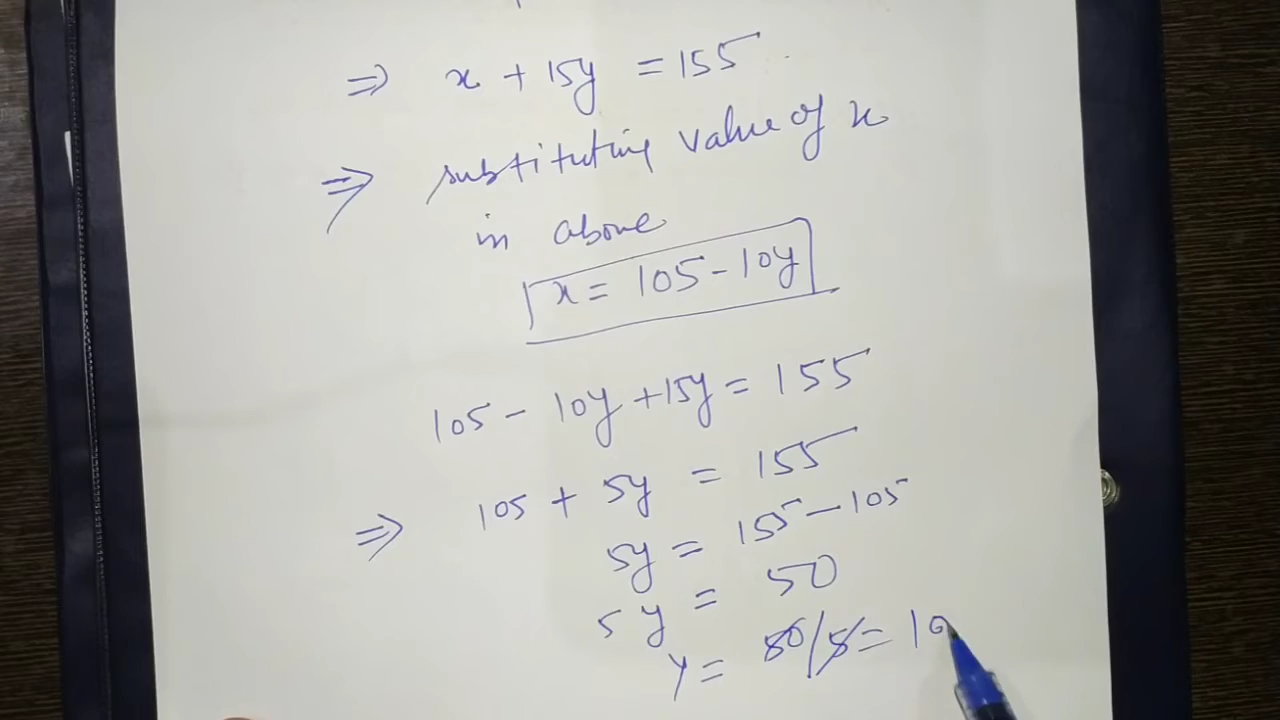 ⇒ x + 15y = 155.
⇒ substituting value of x
in above
x = 105 - 10y
105 - 10y + 15y = 155
⇒ 105 + 5y = 155
5y = 155 - 105
5y = 50
y = 50/5 = 10